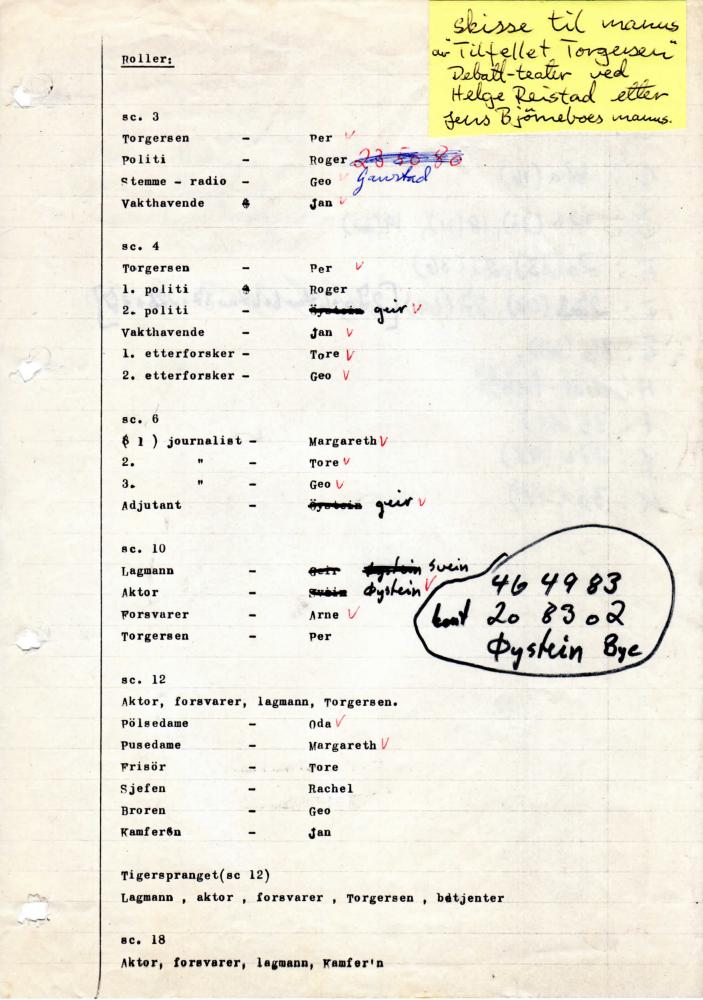 skisse til manus
av "Tilfellet Torgersen"
Debatt-teater ved
Helge Reistad etter
Jens Bjørneboes manus.
Roller:
sc. 3
Torgersen - Per
Politi - Roger 23 50 80
Stemme - radio - Geo Gaustad
Vakthavende - Jan
sc. 4
Torgersen - Per
1. politi - Roger
2. politi - Öystein geir
Vakthavende - Jan
1. etterforsker - Tore
2. etterforsker - Geo
sc. 6
( 1 ) journalist - Margareth
2. " - Tore
3. " - Geo
Adjutant - Öystein geir
sc. 10
Lagmann - Geir Øystein Svein
Aktor - Svein Øystein
Forsvarer - Arne
Torgersen - Per
46 49 83
kont 20 83 02
Øystein Bye
sc. 12
Aktor, forsvarer, lagmann, Torgersen.
Pölsedame - Oda
Pusedame - Margareth
Frisör - Tore
Sjefen - Rachel
Broren - Geo
Kamfer&n - Jan
Tigerspranget(sc 12)
Lagmann , aktor , forsvarer , Torgersen , betjenter
sc. 18
Aktor, forsvarer, lagmann, Kamfer'n